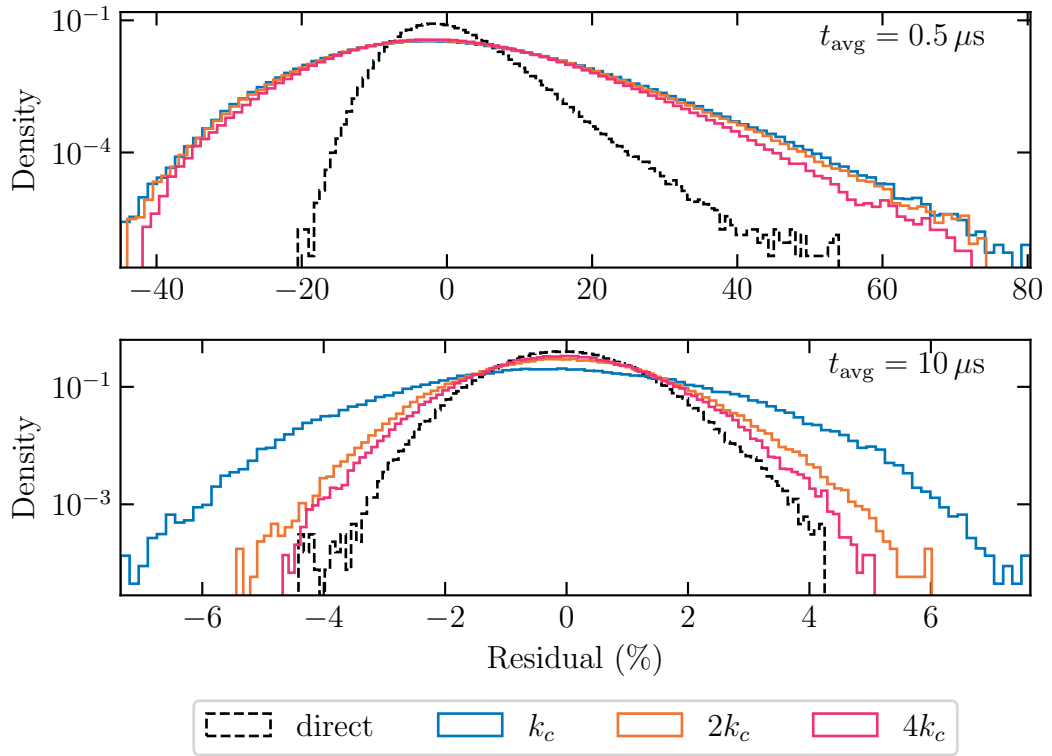 10⁻¹
10⁻⁴
Density
t_avg = 0.5 μs
−40 −20 0 20 40 60 80
10⁻¹
10⁻³
Density
t_avg = 10 μs
−6 −4 −2 0 2 4 6
Residual (%)
direct k_c 2k_c 4k_c